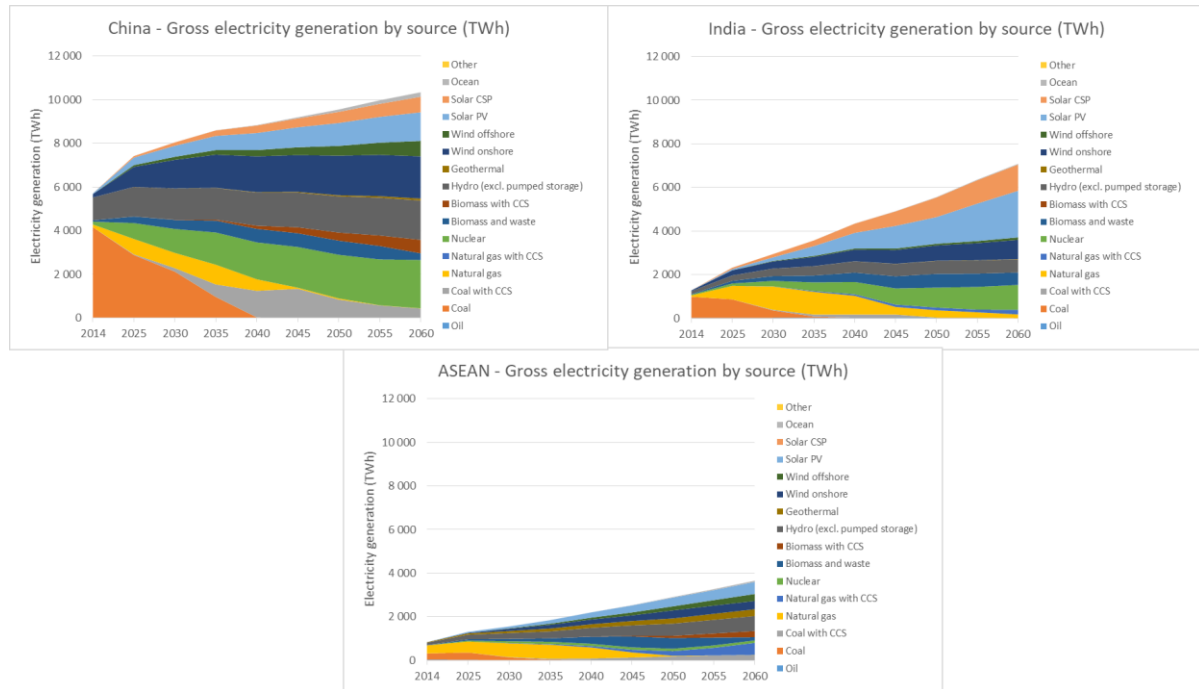 China - Gross electricity generation by source (TWh)
Electricity generation (TWh)
12 000
10 000
8 000
6 000
4 000
2 000
0
2014 2025 2030 2035 2040 2045 2050 2055 2060
Other
Ocean
Solar CSP
Solar PV
Wind offshore
Wind onshore
Geothermal
Hydro (excl. pumped storage)
Biomass with CCS
Biomass and waste
Nuclear
Natural gas with CCS
Natural gas
Coal with CCS
Coal
Oil
India - Gross electricity generation by source (TWh)
Electricity generation (TWh)
12 000
10 000
8 000
6 000
4 000
2 000
0
2014 2025 2030 2035 2040 2045 2050 2055 2060
Other
Ocean
Solar CSP
Solar PV
Wind offshore
Wind onshore
Geothermal
Hydro (excl. pumped storage)
Biomass with CCS
Biomass and waste
Nuclear
Natural gas with CCS
Natural gas
Coal with CCS
Coal
Oil
ASEAN - Gross electricity generation by source (TWh)
Electricity generation (TWh)
12 000
10 000
8 000
6 000
4 000
2 000
0
2014 2025 2030 2035 2040 2045 2050 2055 2060
Other
Ocean
Solar CSP
Solar PV
Wind offshore
Wind onshore
Geothermal
Hydro (excl. pumped storage)
Biomass with CCS
Biomass and waste
Nuclear
Natural gas with CCS
Natural gas
Coal with CCS
Coal
Oil